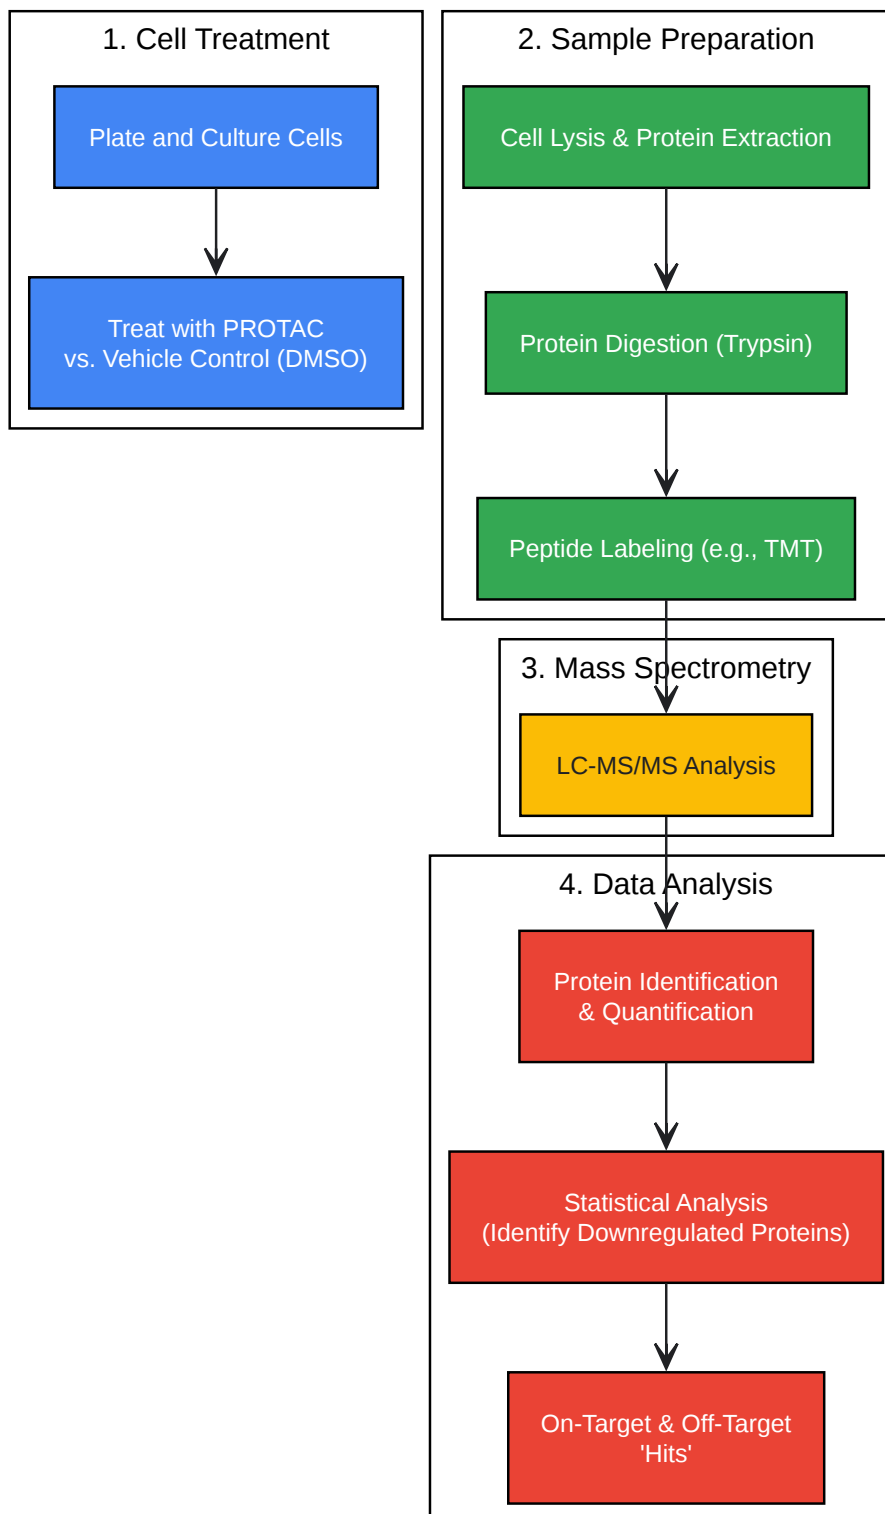 1. Cell Treatment
Plate and Culture Cells
Treat with PROTAC
vs. Vehicle Control (DMSO)
2. Sample Preparation
Cell Lysis & Protein Extraction
Protein Digestion (Trypsin)
Peptide Labeling (e.g., TMT)
3. Mass Spectrometry
LC-MS/MS Analysis
4. Data Analysis
Protein Identification
& Quantification
Statistical Analysis
(Identify Downregulated Proteins)
On-Target & Off-Target
'Hits'